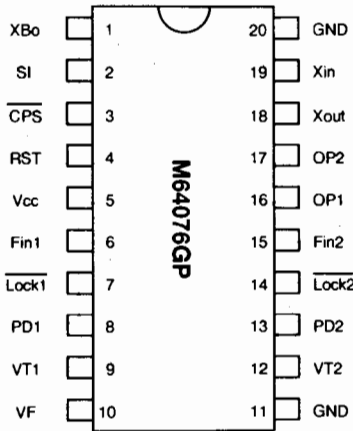 XBo 1 20 GND
SI 2 19 Xin
CPS 3 18 Xout
RST 4 17 OP2
Vcc 5 16 OP1
Fin1 6 15 Fin2
Lock1 7 14 Lock2
PD1 8 13 PD2
VT1 9 12 VT2
VF 10 11 GND
M64076GP